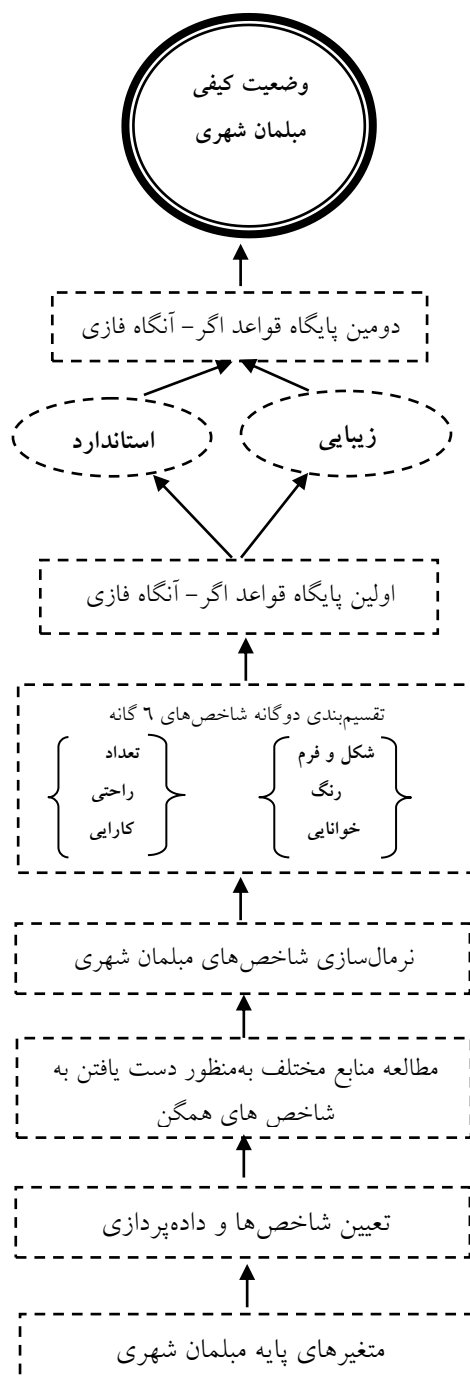 وضعیت کیفی
مبلمان شهری
دومین پایگاه قواعد اگر – آنگاه فازی
زیبایی
استاندارد
اولین پایگاه قواعد اگر – آنگاه فازی
تقسیم‌بندی دوگانه شاخص‌های ٦ گانه
شکل و فرم
رنگ
خوانایی
تعداد
راحتی
کارایی
نرمال‌سازی شاخص‌های مبلمان شهری
مطالعه منابع مختلف به‌منظور دست یافتن به
شاخص های همگن
تعیین شاخص‌ها و داده‌پردازی
متغیرهای پایه مبلمان شهری